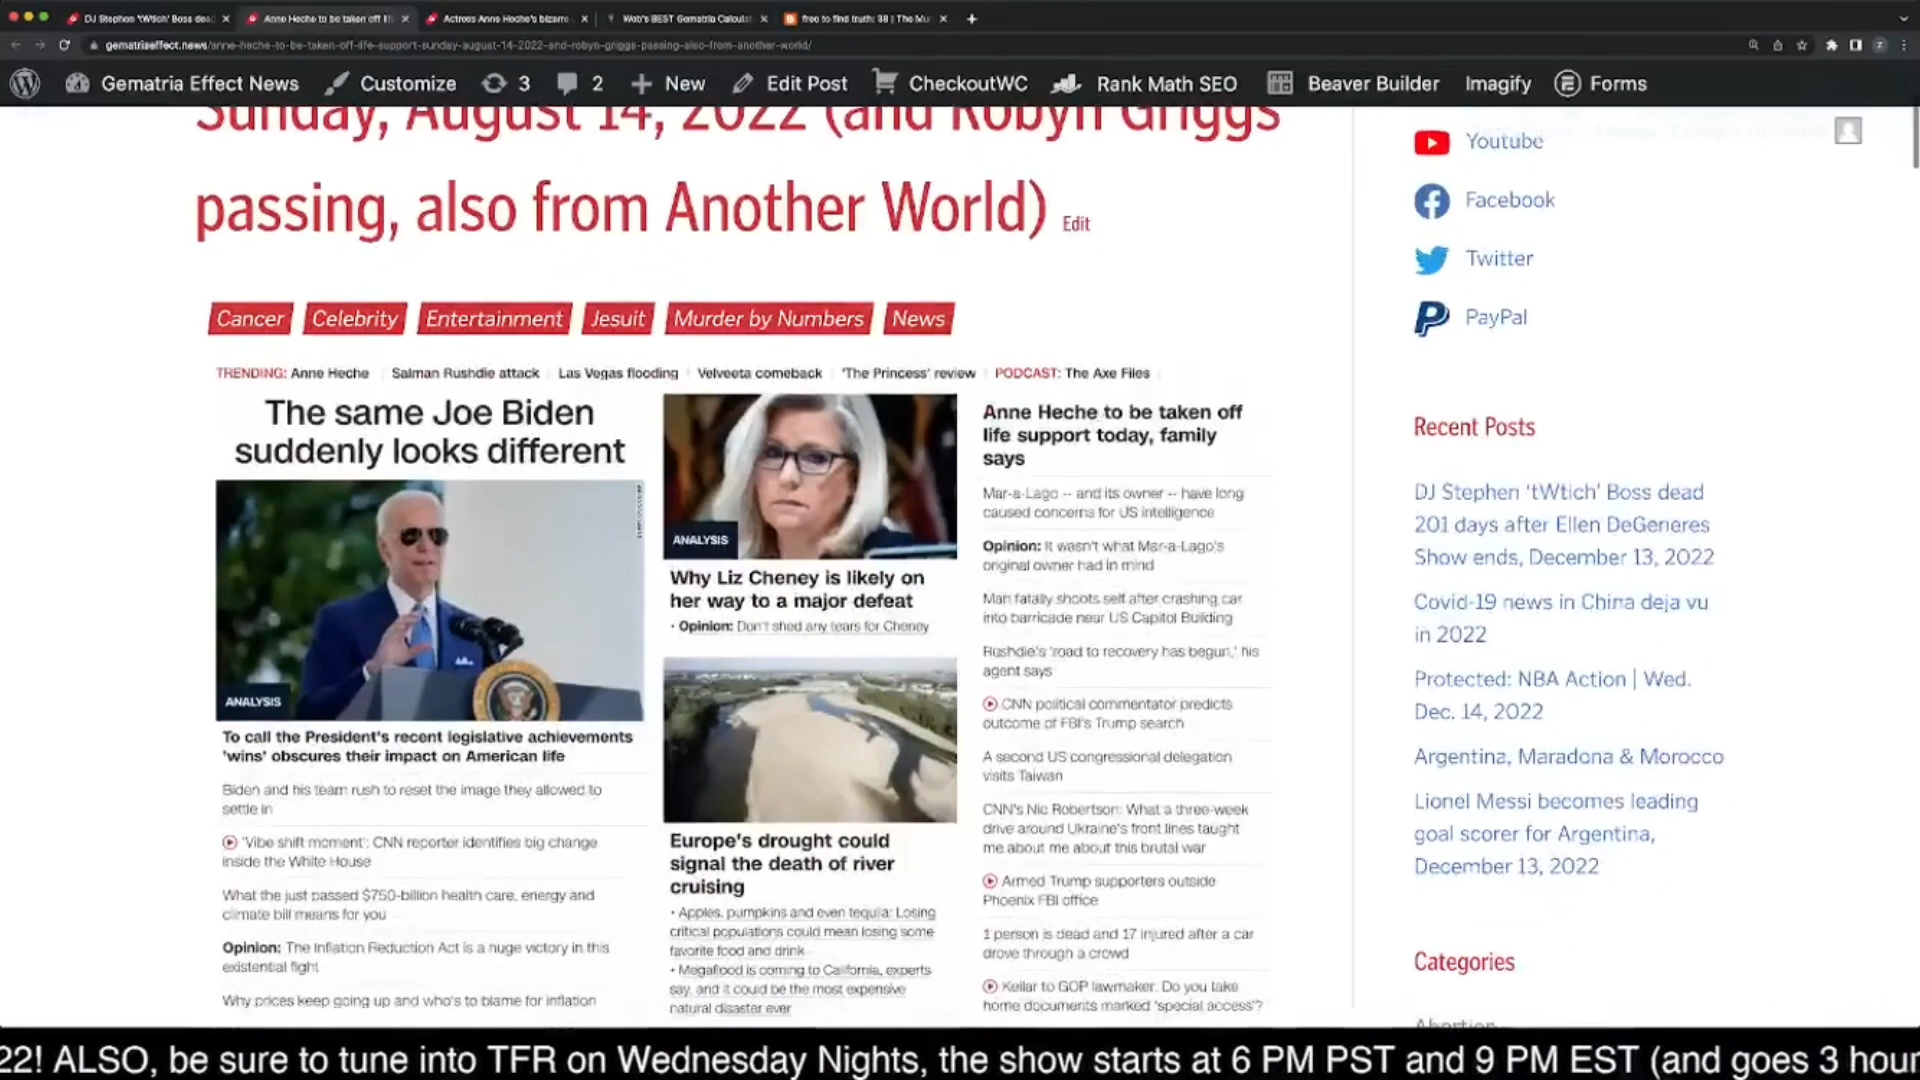 DJ Stephen 'tWtich' Boss dead
Anne Heche to be taken off li
Actress Anne Heche's bizarre
BEST Gematria Calculat
free to find truth: 38 | The Mu
gematriaeffect.news/anne-heche-to-be-taken-off-life-support-sunday-august-14-2022-and-robyn-griggs-passing-also-from-another-world/
Gematria Effect News
Customize
3
2
New
Edit Post
CheckoutWC
Rank Math SEO
Beaver Builder
Imagify
Forms
Sunday, August 14, 2022 (and Robyn Griggs
passing, also from Another World) Edit
Cancer
Celebrity
Entertainment
Jesuit
Murder by Numbers
News
TRENDING: Anne Heche
Salman Rushdie attack
Las Vegas flooding
Velveeta comeback
'The Princess' review
PODCAST: The Axe Files
The same Joe Biden
suddenly looks different
ANALYSIS
To call the President's recent legislative achievements
'wins' obscures their impact on American life
Biden and his team rush to reset the image they allowed to
settle in
'Vibe shift moment': CNN reporter identifies big change
inside the White House
What the just passed $750-billion health care, energy and
climate bill means for you
Opinion: The Inflation Reduction Act is a huge victory in this
existential fight
Why prices keep going up and who's to blame for inflation
ANALYSIS
Why Liz Cheney is likely on
her way to a major defeat
• Opinion: Don't shed any tears for Cheney
Europe's drought could
signal the death of river
cruising
• Apples, pumpkins and even tequila: Losing
critical populations could mean losing some
favorite food and drink
• Megaflood is coming to California, experts
say, and it could be the most expensive
natural disaster ever
Anne Heche to be taken off
life support today, family
says
Mar-a-Lago -- and its owner -- have long
caused concerns for US intelligence
Opinion: It wasn't what Mar-a-Lago's
original owner had in mind
Man fatally shoots self after crashing car
into barricade near US Capitol Building
Rushdie's 'road to recovery has begun,' his
agent says
CNN political commentator predicts
outcome of FBI's Trump search
A second US congressional delegation
visits Taiwan
CNN's Nic Robertson: What a three-week
drive around Ukraine's front lines taught
me about me about this brutal war
Armed Trump supporters outside
Phoenix FBI office
1 person is dead and 17 injured after a car
drove through a crowd
Keilar to GOP lawmaker: Do you take
home documents marked 'special access'?
Youtube
Facebook
Twitter
PayPal
Recent Posts
DJ Stephen 'tWtich' Boss dead
201 days after Ellen DeGeneres
Show ends, December 13, 2022
Covid-19 news in China deja vu
in 2022
Protected: NBA Action | Wed.
Dec. 14, 2022
Argentina, Maradona & Morocco
Lionel Messi becomes leading
goal scorer for Argentina,
December 13, 2022
Categories
Abortion
22! ALSO, be sure to tune into TFR on Wednesday Nights, the show starts at 6 PM PST and 9 PM EST (and goes 3 hour